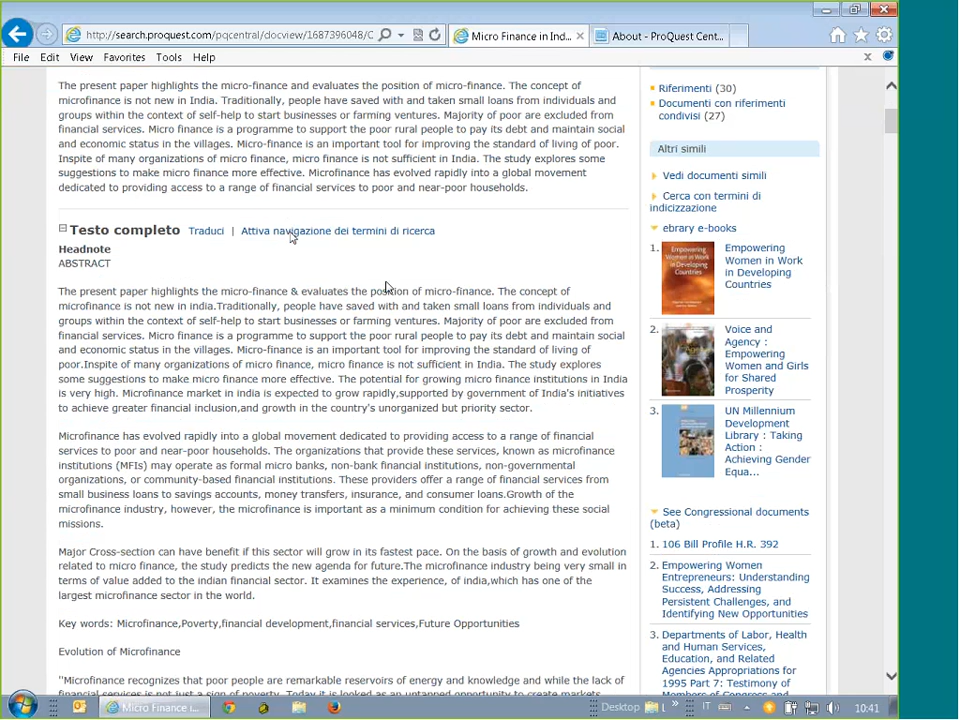 http://search.proquest.com/pqcentral/docview/1687396048/C
Micro Finance in Ind...
About - ProQuest Cent...
File Edit View Favorites Tools Help
The present paper highlights the micro-finance and evaluates the position of micro-finance. The concept of
microfinance is not new in India. Traditionally, people have saved with and taken small loans from individuals and
groups within the context of self-help to start businesses or farming ventures. Majority of poor are excluded from
financial services. Micro finance is a programme to support the poor rural people to pay its debt and maintain social
and economic status in the villages. Micro-finance is an important tool for improving the standard of living of poor.
Inspite of many organizations of micro finance, micro finance is not sufficient in India. The study explores some
suggestions to make micro finance more effective. Microfinance has evolved rapidly into a global movement
dedicated to providing access to a range of financial services to poor and near-poor households.
Testo completo Traduci | Attiva navigazione dei termini di ricerca
Headnote
ABSTRACT
The present paper highlights the micro-finance & evaluates the position of micro-finance. The concept of
microfinance is not new in india.Traditionally, people have saved with and taken small loans from individuals and
groups within the context of self-help to start businesses or farming ventures. Majority of poor are excluded from
financial services. Micro finance is a programme to support the poor rural people to pay its debt and maintain social
and economic status in the villages. Micro-finance is an important tool for improving the standard of living of
poor.Inspite of many organizations of micro finance, micro finance is not sufficient in India. The study explores
some suggestions to make micro finance more effective. The potential for growing micro finance institutions in India
is very high. Microfinance market in india is expected to grow rapidly,supported by government of India's initiatives
to achieve greater financial inclusion,and growth in the country's unorganized but priority sector.
Microfinance has evolved rapidly into a global movement dedicated to providing access to a range of financial
services to poor and near-poor households. The organizations that provide these services, known as microfinance
institutions (MFIs) may operate as formal micro banks, non-bank financial institutions, non-governmental
organizations, or community-based financial institutions. These providers offer a range of financial services from
small business loans to savings accounts, money transfers, insurance, and consumer loans.Growth of the
microfinance industry, however, the microfinance is important as a minimum condition for achieving these social
missions.
Major Cross-section can have benefit if this sector will grow in its fastest pace. On the basis of growth and evolution
related to micro finance, the study predicts the new agenda for future.The microfinance industry being very small in
terms of value added to the indian financial sector. It examines the experience, of india,which has one of the
largest microfinance sector in the world.
Key words: Microfinance,Poverty,financial development,financial services,Future Opportunities
Evolution of Microfinance
"Microfinance recognizes that poor people are remarkable reservoirs of energy and knowledge and while the lack of
financial services is not just a sign of poverty. Today it is looked as an untapped opportunity to create markets,
Riferimenti (30)
Documenti con riferimenti
condivisi (27)
Altri simili
Vedi documenti simili
Cerca con termini di
indicizzazione
ebrary e-books
1. Empowering
Women in Work
in Developing
Countries
2. Voice and
Agency :
Empowering
Women and Girls
for Shared
Prosperity
3. UN Millennium
Development
Library : Taking
Action :
Achieving Gender
Equa...
See Congressional documents
(beta)
1. 106 Bill Profile H.R. 392
2. Empowering Women
Entrepreneurs: Understanding
Success, Addressing
Persistent Challenges, and
Identifying New Opportunities
3. Departments of Labor, Health
and Human Services,
Education, and Related
Agencies Appropriations for
1995 Part 7: Testimony of
Members of Congress and
Micro Finance i... Desktop IT 10:41